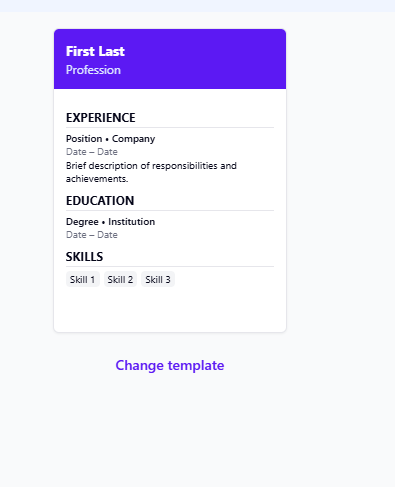 First Last
Profession
EXPERIENCE
Position • Company
Date – Date
Brief description of responsibilities and
achievements.
EDUCATION
Degree • Institution
Date – Date
SKILLS
Skill 1 Skill 2 Skill 3
Change template